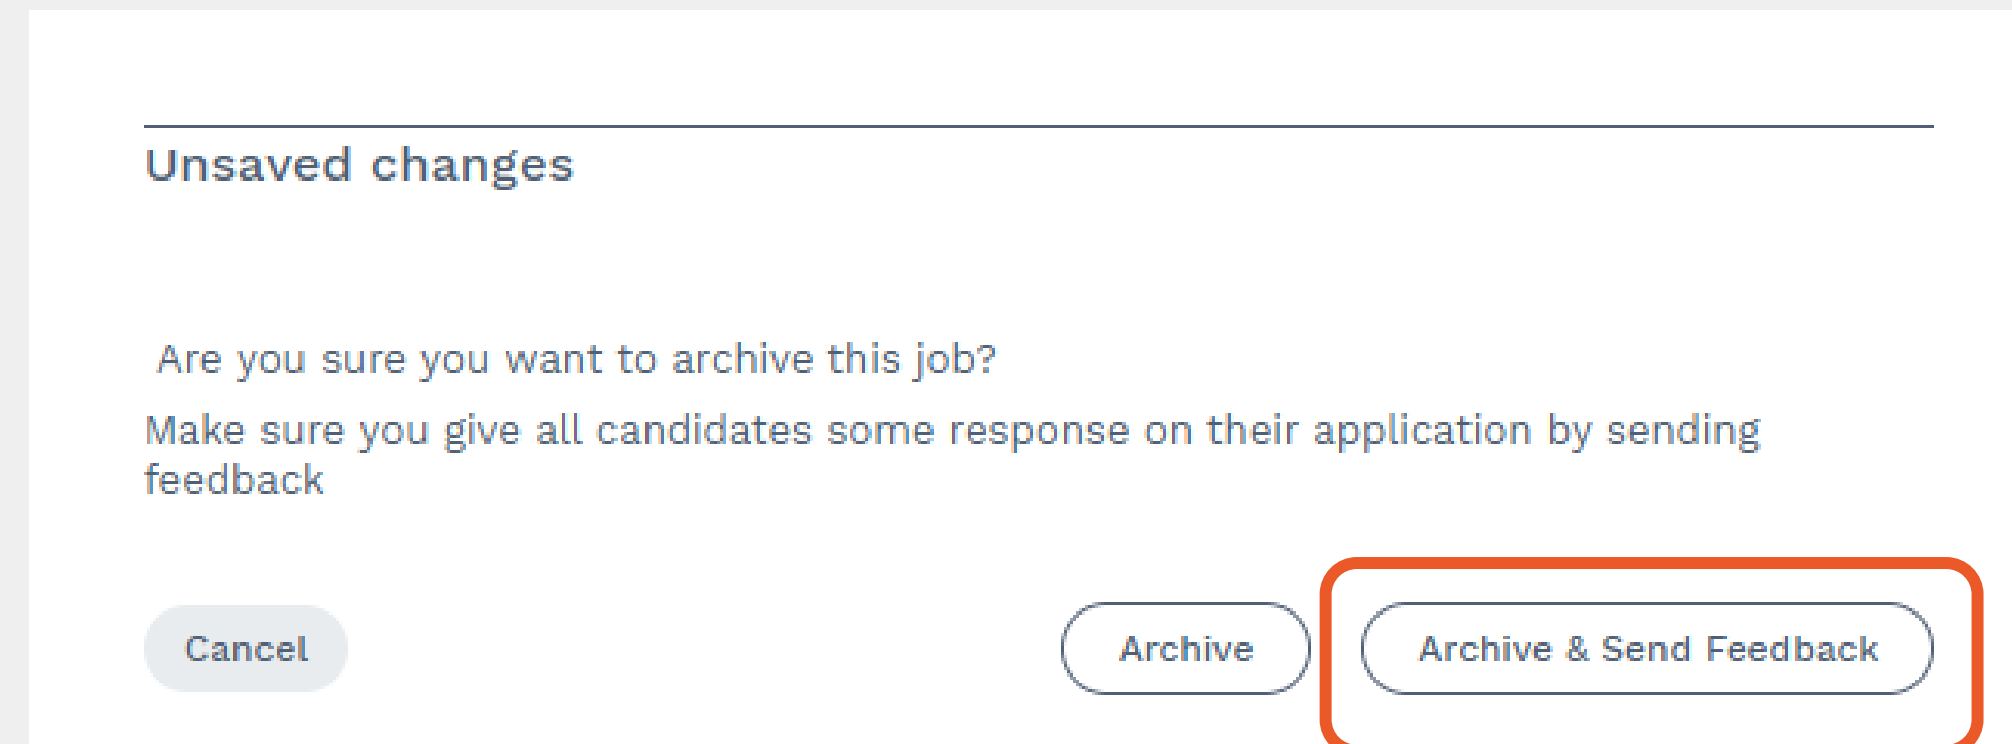 Unsaved changes
Are you sure you want to archive this job?
Make sure you give all candidates some response on their application by sending
feedback
Cancel
Archive
Archive & Send Feedback